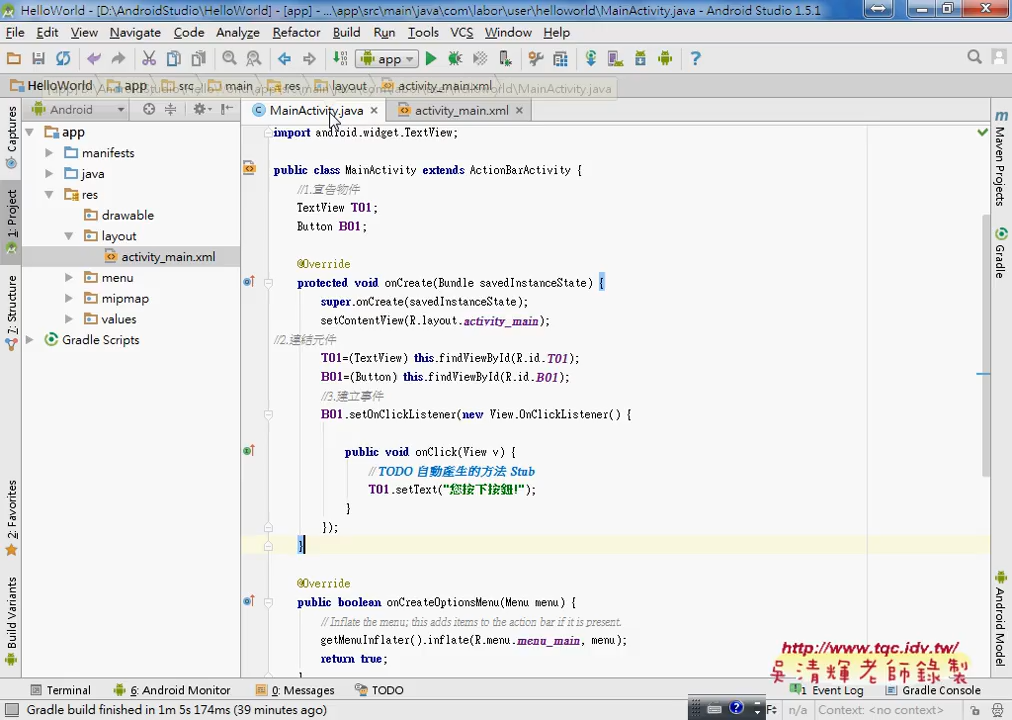 HelloWorld - [D:\AndroidStudio\HelloWorld] - [app] - ...\app\src\main\java\com\labor\user\helloworld\MainActivity.java - Android Studio 1.5.1
File Edit View Navigate Code Analyze Refactor Build Run Tools VCS Window Help
app
HelloWorld app src main res layout activity_main.xml
Android
MainActivity.java activity_main.xml
app
manifests
java
res
drawable
layout
activity_main.xml
menu
mipmap
values
Gradle Scripts
Captures
1: Project
7: Structure
2: Favorites
Build Variants
import android.widget.TextView;
public class MainActivity extends ActionBarActivity {
//1.宣告物件
TextView T01;
Button B01;
@Override
protected void onCreate(Bundle savedInstanceState) {
super.onCreate(savedInstanceState);
setContentView(R.layout.activity_main);
//2.連結元件
T01=(TextView) this.findViewById(R.id.T01);
B01=(Button) this.findViewById(R.id.B01);
//3.建立事件
B01.setOnClickListener(new View.OnClickListener() {
public void onClick(View v) {
// TODO 自動產生的方法 Stub
T01.setText("您按下按鈕!");
}
});
}
@Override
public boolean onCreateOptionsMenu(Menu menu) {
// Inflate the menu; this adds items to the action bar if it is present.
getMenuInflater().inflate(R.menu.menu_main, menu);
return true;
Maven Projects
Gradle
Android Model
http://www.tqc.idv.tw/
吳清輝老師錄製
Terminal 6: Android Monitor 0: Messages TODO 1 Event Log Gradle Console
Gradle build finished in 1m 5s 174ms (39 minutes ago) n/a Context: <no context>